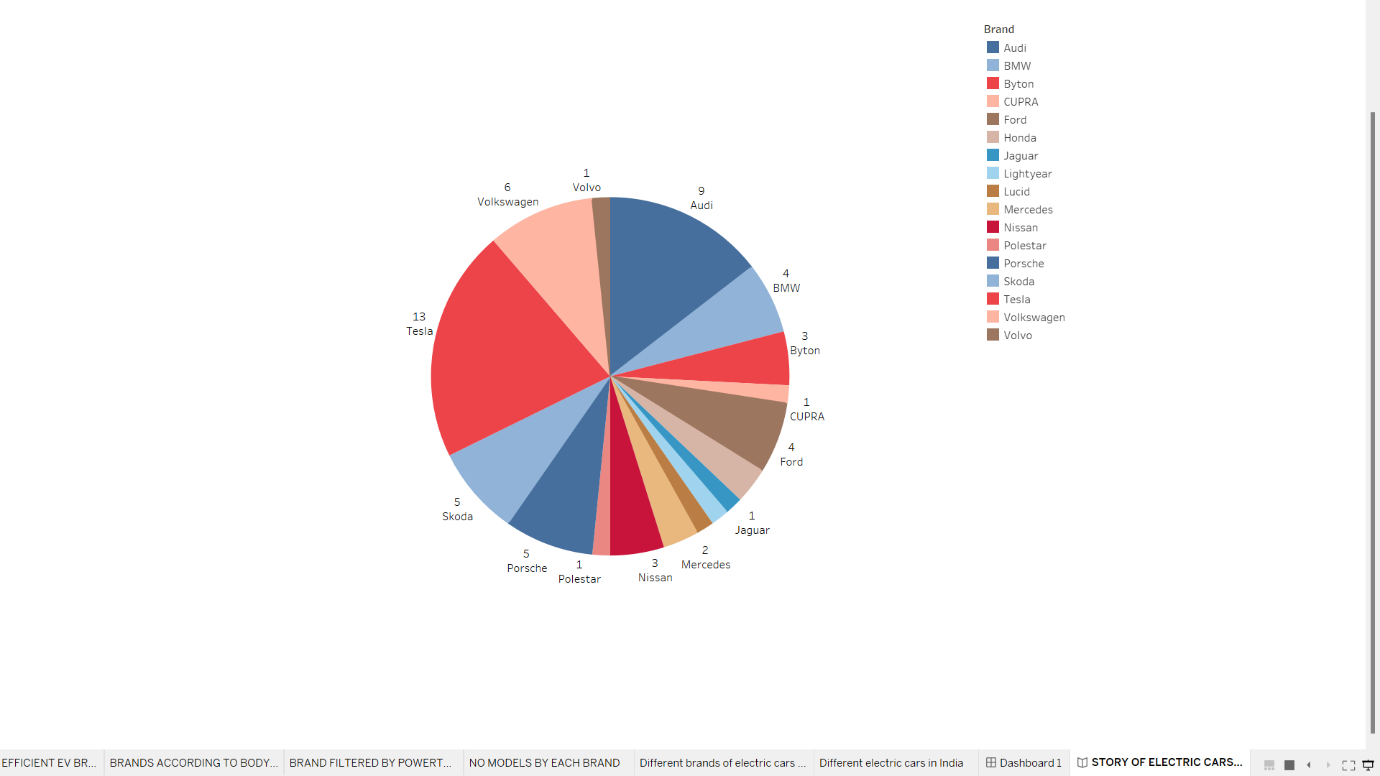 Brand
Audi
BMW
Byton
CUPRA
Ford
Honda
Jaguar
Lightyear
Lucid
Mercedes
Nissan
Polestar
Porsche
Skoda
Tesla
Volkswagen
Volvo
1
Volvo
9
Audi
4
BMW
3
Byton
1
CUPRA
4
Ford
1
Jaguar
2
Mercedes
3
Nissan
1
Polestar
5
Porsche
5
Skoda
13
Tesla
6
Volkswagen
EFFICIENT EV BR... BRANDS ACCORDING TO BODY... BRAND FILTERED BY POWERT... NO MODELS BY EACH BRAND Different brands of electric cars ... Different electric cars in India Dashboard 1 STORY OF ELECTRIC CARS...